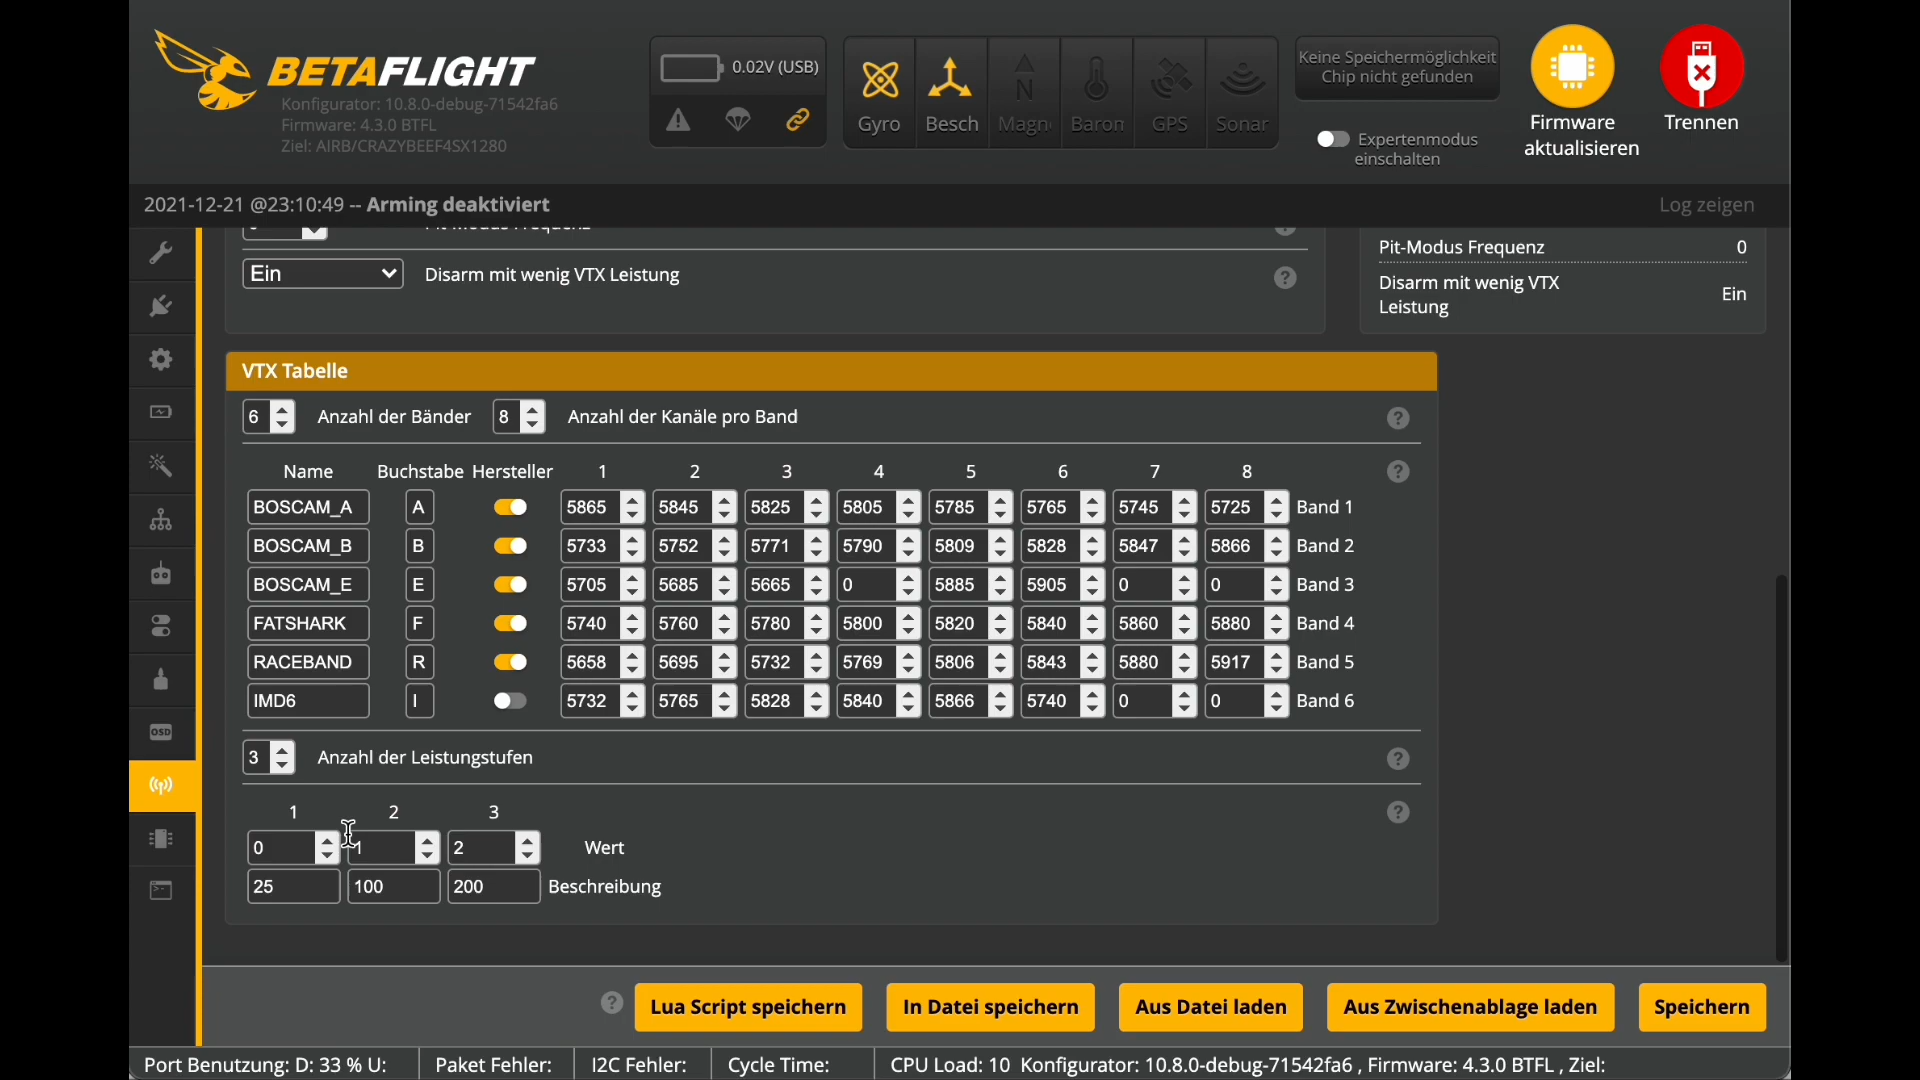 BETAFLIGHT
Konfigurator: 10.8.0-debug-71542fa6
Firmware: 4.3.0 BTFL
Ziel: AIRB/CRAZYBEEF4SX1280
0.02V (USB)
Gyro
Besch
Magn
Baron
GPS
Sonar
Keine Speichermöglichkeit
Chip nicht gefunden
Expertenmodus
einschalten
Firmware
aktualisieren
Trennen
2021-12-21 @23:10:49 -- Arming deaktiviert
Log zeigen
Ein Disarm mit wenig VTX Leistung ?
Pit-Modus Frequenz 0
Disarm mit wenig VTX
Leistung Ein
VTX Tabelle
6 Anzahl der Bänder 8 Anzahl der Kanäle pro Band ?
Name Buchstabe Hersteller 1 2 3 4 5 6 7 8 ?
BOSCAM_A A 5865 5845 5825 5805 5785 5765 5745 5725 Band 1
BOSCAM_B B 5733 5752 5771 5790 5809 5828 5847 5866 Band 2
BOSCAM_E E 5705 5685 5665 0 5885 5905 0 0 Band 3
FATSHARK F 5740 5760 5780 5800 5820 5840 5860 5880 Band 4
RACEBAND R 5658 5695 5732 5769 5806 5843 5880 5917 Band 5
IMD6 I 5732 5765 5828 5840 5866 5740 0 0 Band 6
3 Anzahl der Leistungstufen ?
1 2 3 ?
0 1 2 Wert
25 100 200 Beschreibung
OSD
? Lua Script speichern In Datei speichern Aus Datei laden Aus Zwischenablage laden Speichern
Port Benutzung: D: 33 % U: Paket Fehler: I2C Fehler: Cycle Time: CPU Load: 10 Konfigurator: 10.8.0-debug-71542fa6 , Firmware: 4.3.0 BTFL , Ziel: